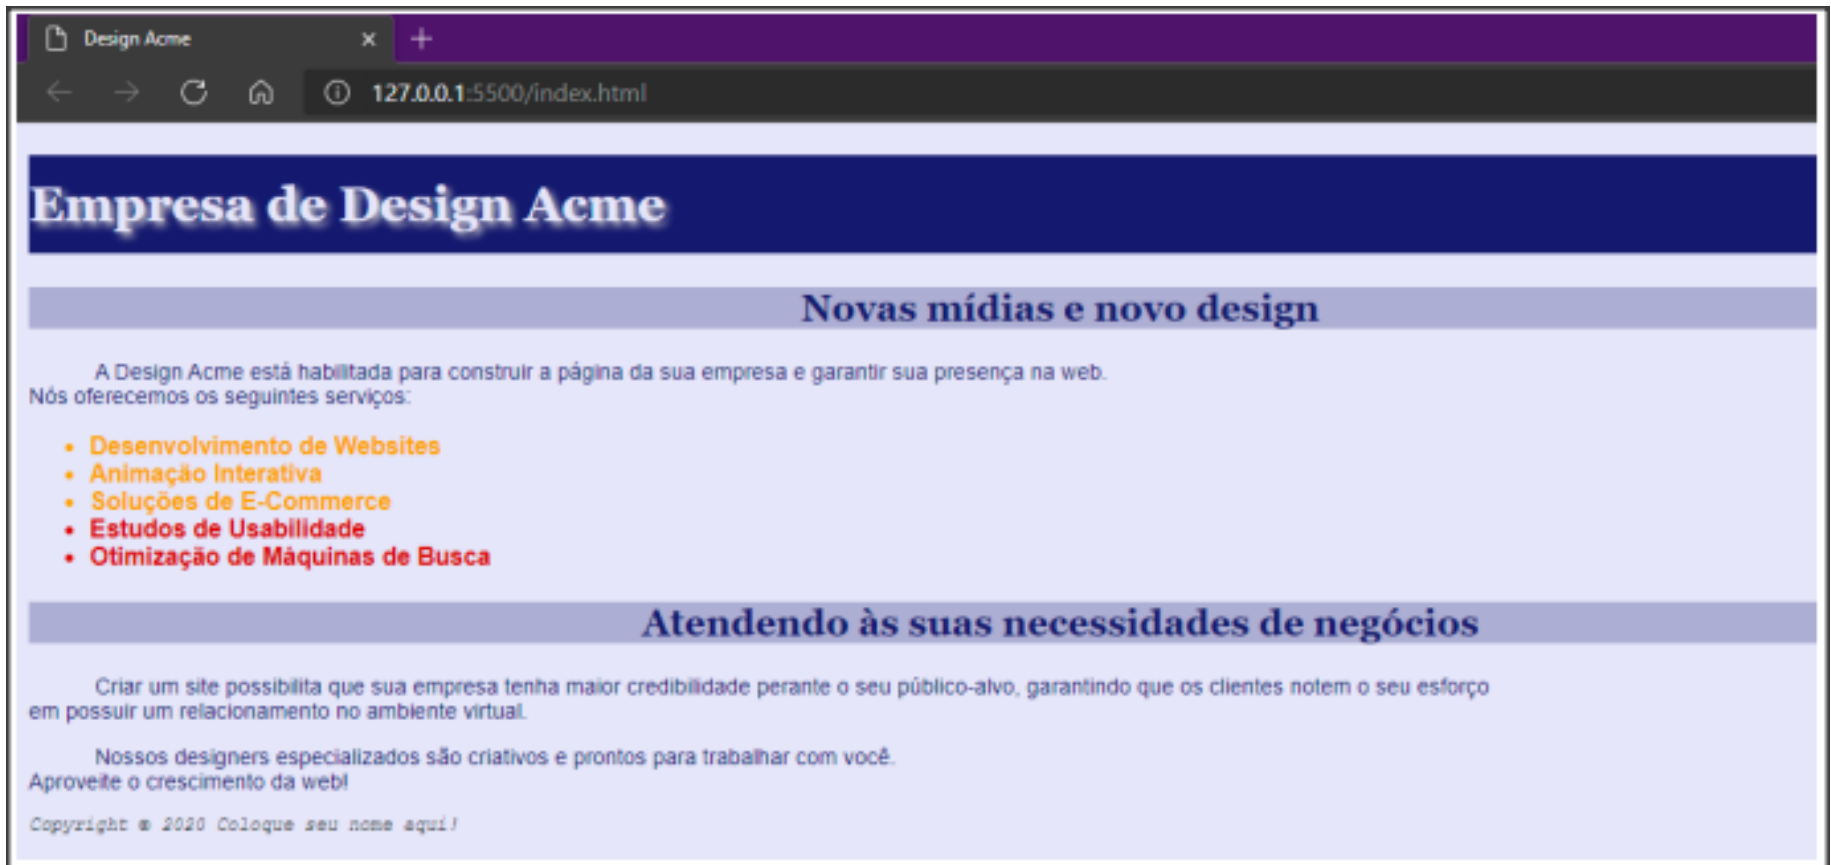 Design Acme
127.0.0.1:5500/index.html
Empresa de Design Acme
Novas mídias e novo design
A Design Acme está habilitada para construir a página da sua empresa e garantir sua presença na web.
Nós oferecemos os seguintes serviços:
• Desenvolvimento de Websites
• Animação Interativa
• Soluções de E-Commerce
• Estudos de Usabilidade
• Otimização de Máquinas de Busca
Atendendo às suas necessidades de negócios
Criar um site possibilita que sua empresa tenha maior credibilidade perante o seu público-alvo, garantindo que os clientes notem o seu esforço
em possuir um relacionamento no ambiente virtual.
Nossos designers especializados são criativos e prontos para trabalhar com você.
Aproveite o crescimento da web!
Copyright © 2020 Coloque seu nome aqui!